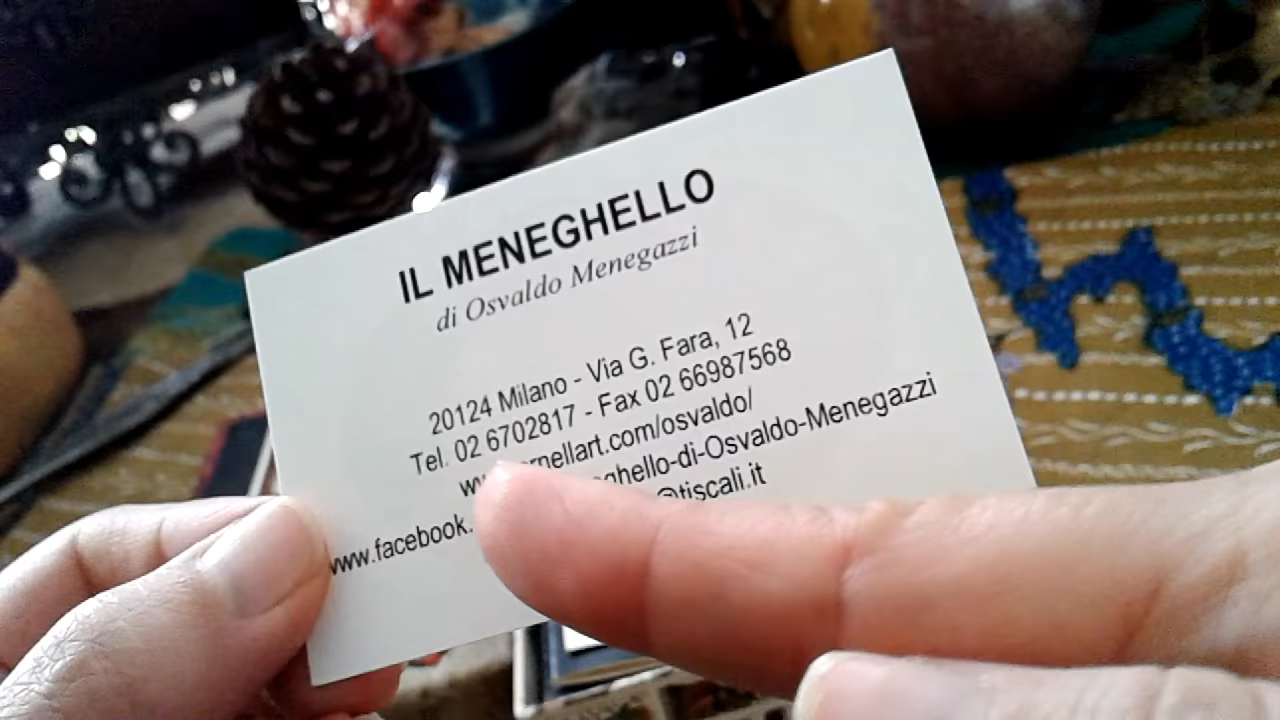 IL MENEGHELLO
di Osvaldo Menegazzi
20124 Milano - Via G. Fara, 12
Tel. 02 6702817 - Fax 02 66987568
rnellart.com/osvaldo/
www.facebook. ghello-di-Osvaldo-Menegazzi
@tiscali.it